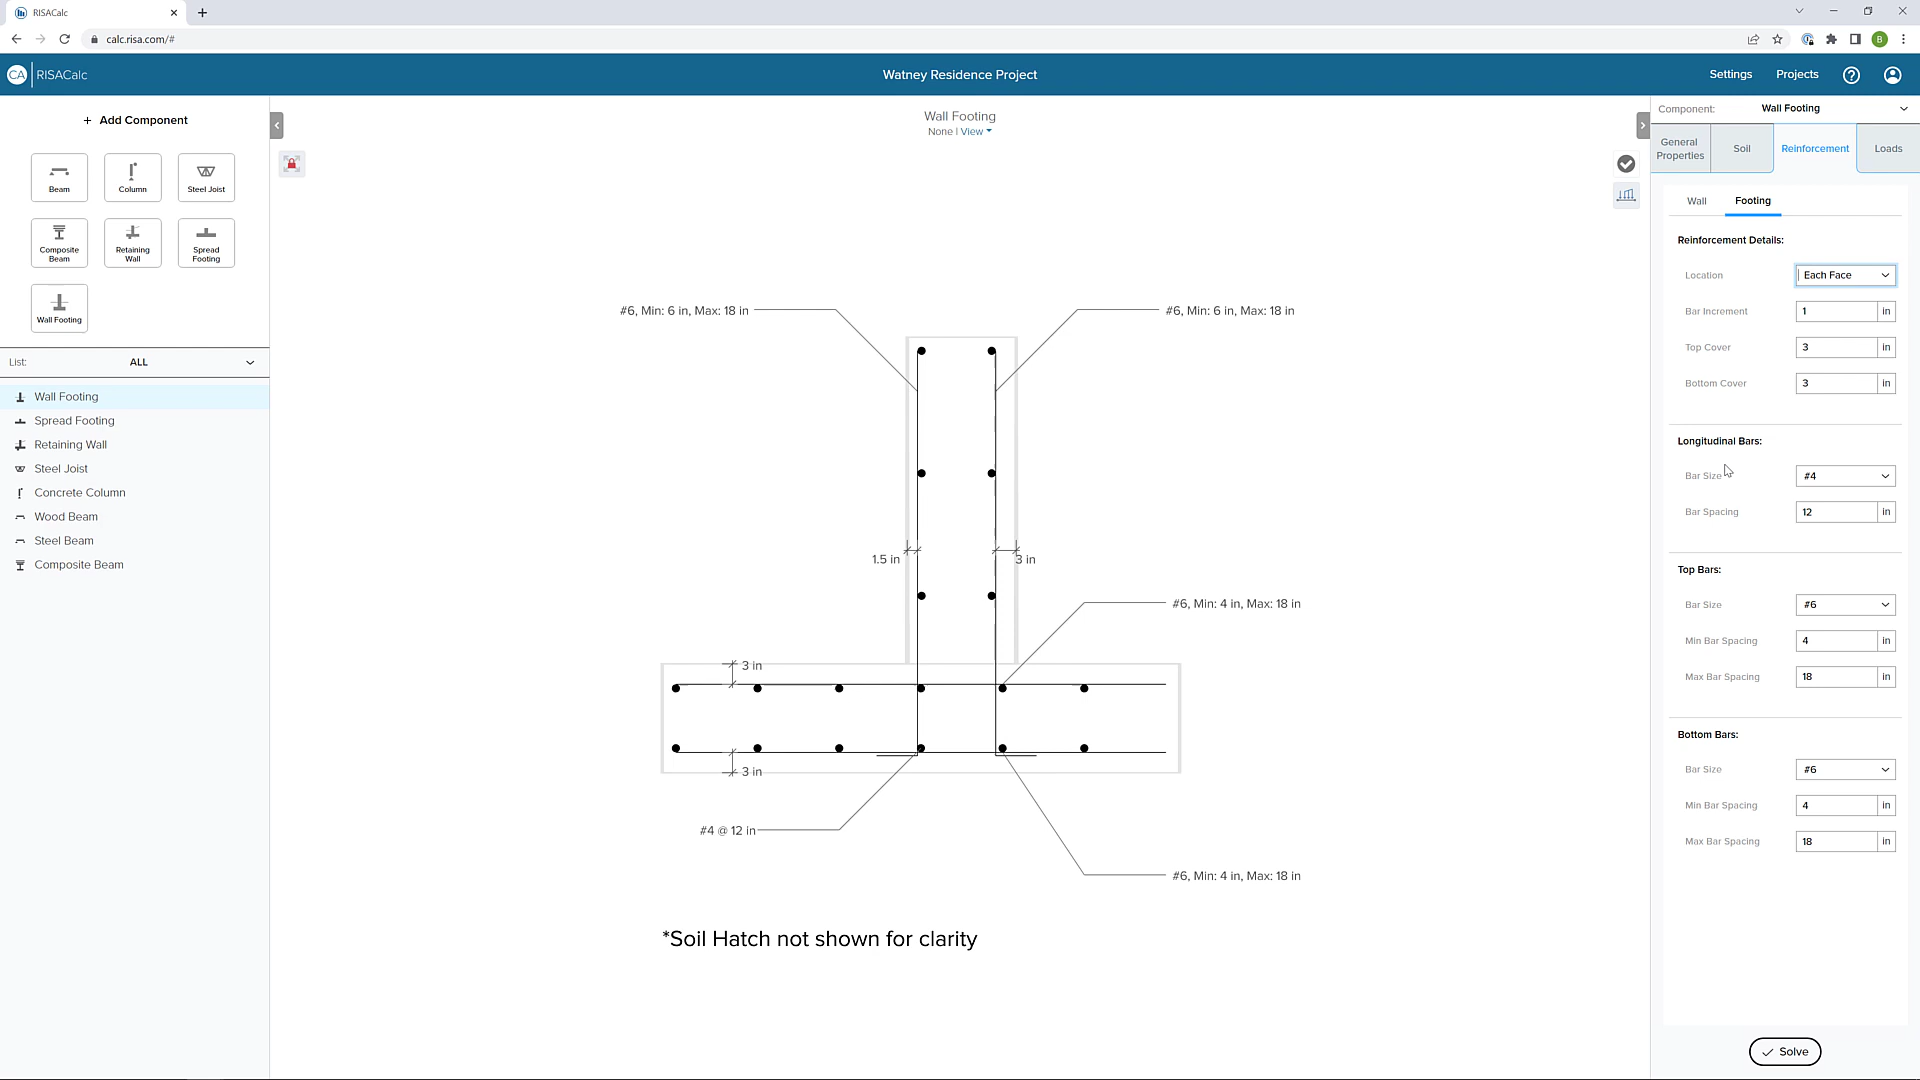 RISACalc
calc.risa.com/#
B
CA RISACalc
Watney Residence Project
Settings
Projects
+ Add Component
Beam
Column
Steel Joist
Composite
Beam
Retaining
Wall
Spread
Footing
Wall Footing
List:
ALL
Wall Footing
Spread Footing
Retaining Wall
Steel Joist
Concrete Column
Wood Beam
Steel Beam
Composite Beam
Wall Footing
None | View
#6, Min: 6 in, Max: 18 in
#6, Min: 6 in, Max: 18 in
1.5 in
3 in
#6, Min: 4 in, Max: 18 in
3 in
3 in
#4 @ 12 in
#6, Min: 4 in, Max: 18 in
*Soil Hatch not shown for clarity
Component:
Wall Footing
General
Properties
Soil
Reinforcement
Loads
Wall
Footing
Reinforcement Details:
Location
Each Face
Bar Increment
1
in
Top Cover
3
in
Bottom Cover
3
in
Longitudinal Bars:
Bar Size
#4
Bar Spacing
12
in
Top Bars:
Bar Size
#6
Min Bar Spacing
4
in
Max Bar Spacing
18
in
Bottom Bars:
Bar Size
#6
Min Bar Spacing
4
in
Max Bar Spacing
18
in
Solve